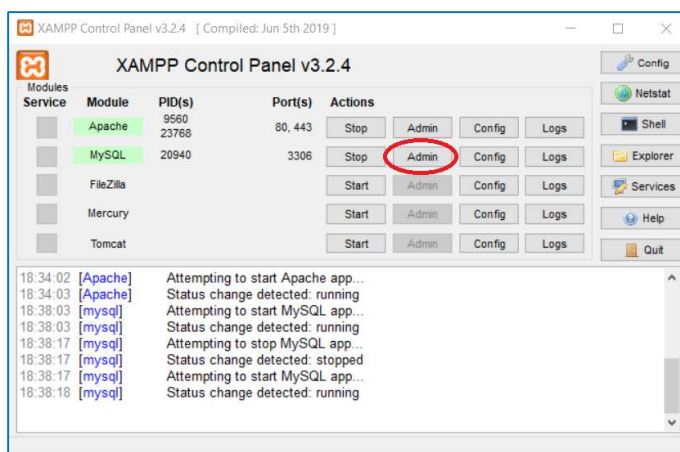 XAMPP Control Panel v3.2.4 [ Compiled: Jun 5th 2019 ]
XAMPP Control Panel v3.2.4
Config
Modules
Service Module PID(s) Port(s) Actions
Netstat
Apache 9560 23768 80, 443 Stop Admin Config Logs
Shell
MySQL 20940 3306 Stop Admin Config Logs
Explorer
FileZilla Start Admin Config Logs
Services
Mercury Start Admin Config Logs
Help
Tomcat Start Admin Config Logs
Quit
18:34:02 [Apache] Attempting to start Apache app...
18:34:03 [Apache] Status change detected: running
18:38:03 [mysql] Attempting to start MySQL app...
18:38:03 [mysql] Status change detected: running
18:38:17 [mysql] Attempting to stop MySQL app...
18:38:17 [mysql] Status change detected: stopped
18:38:17 [mysql] Attempting to start MySQL app...
18:38:18 [mysql] Status change detected: running